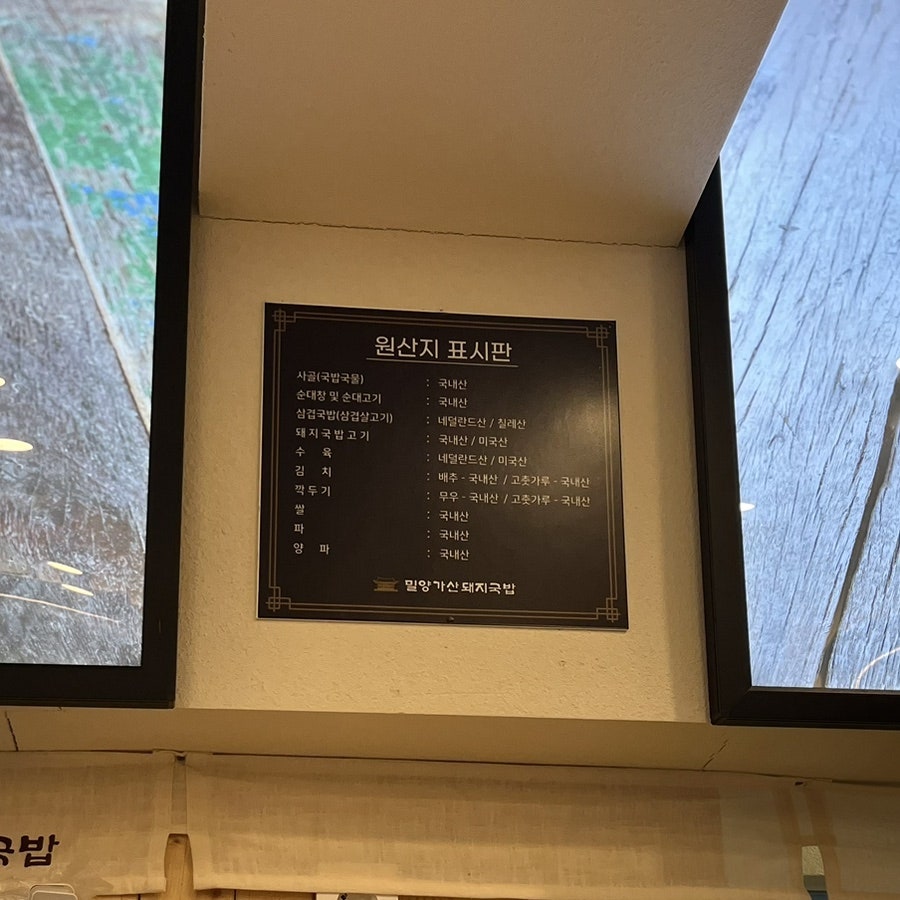 원산지 표시판
사골(국밥국물) : 국내산
순대창 및 순대고기 : 국내산
삼겹국밥(삼겹살고기) : 네덜란드산 / 칠레산
돼지국밥고기 : 국내산 / 미국산
수 육 : 네덜란드산 / 미국산
김 치 : 배추 - 국내산 / 고춧가루 - 국내산
깍두기 : 무우 - 국내산 / 고춧가루 - 국내산
쌀 : 국내산
파 : 국내산
양 파 : 국내산
밀양가산돼지국밥
국밥